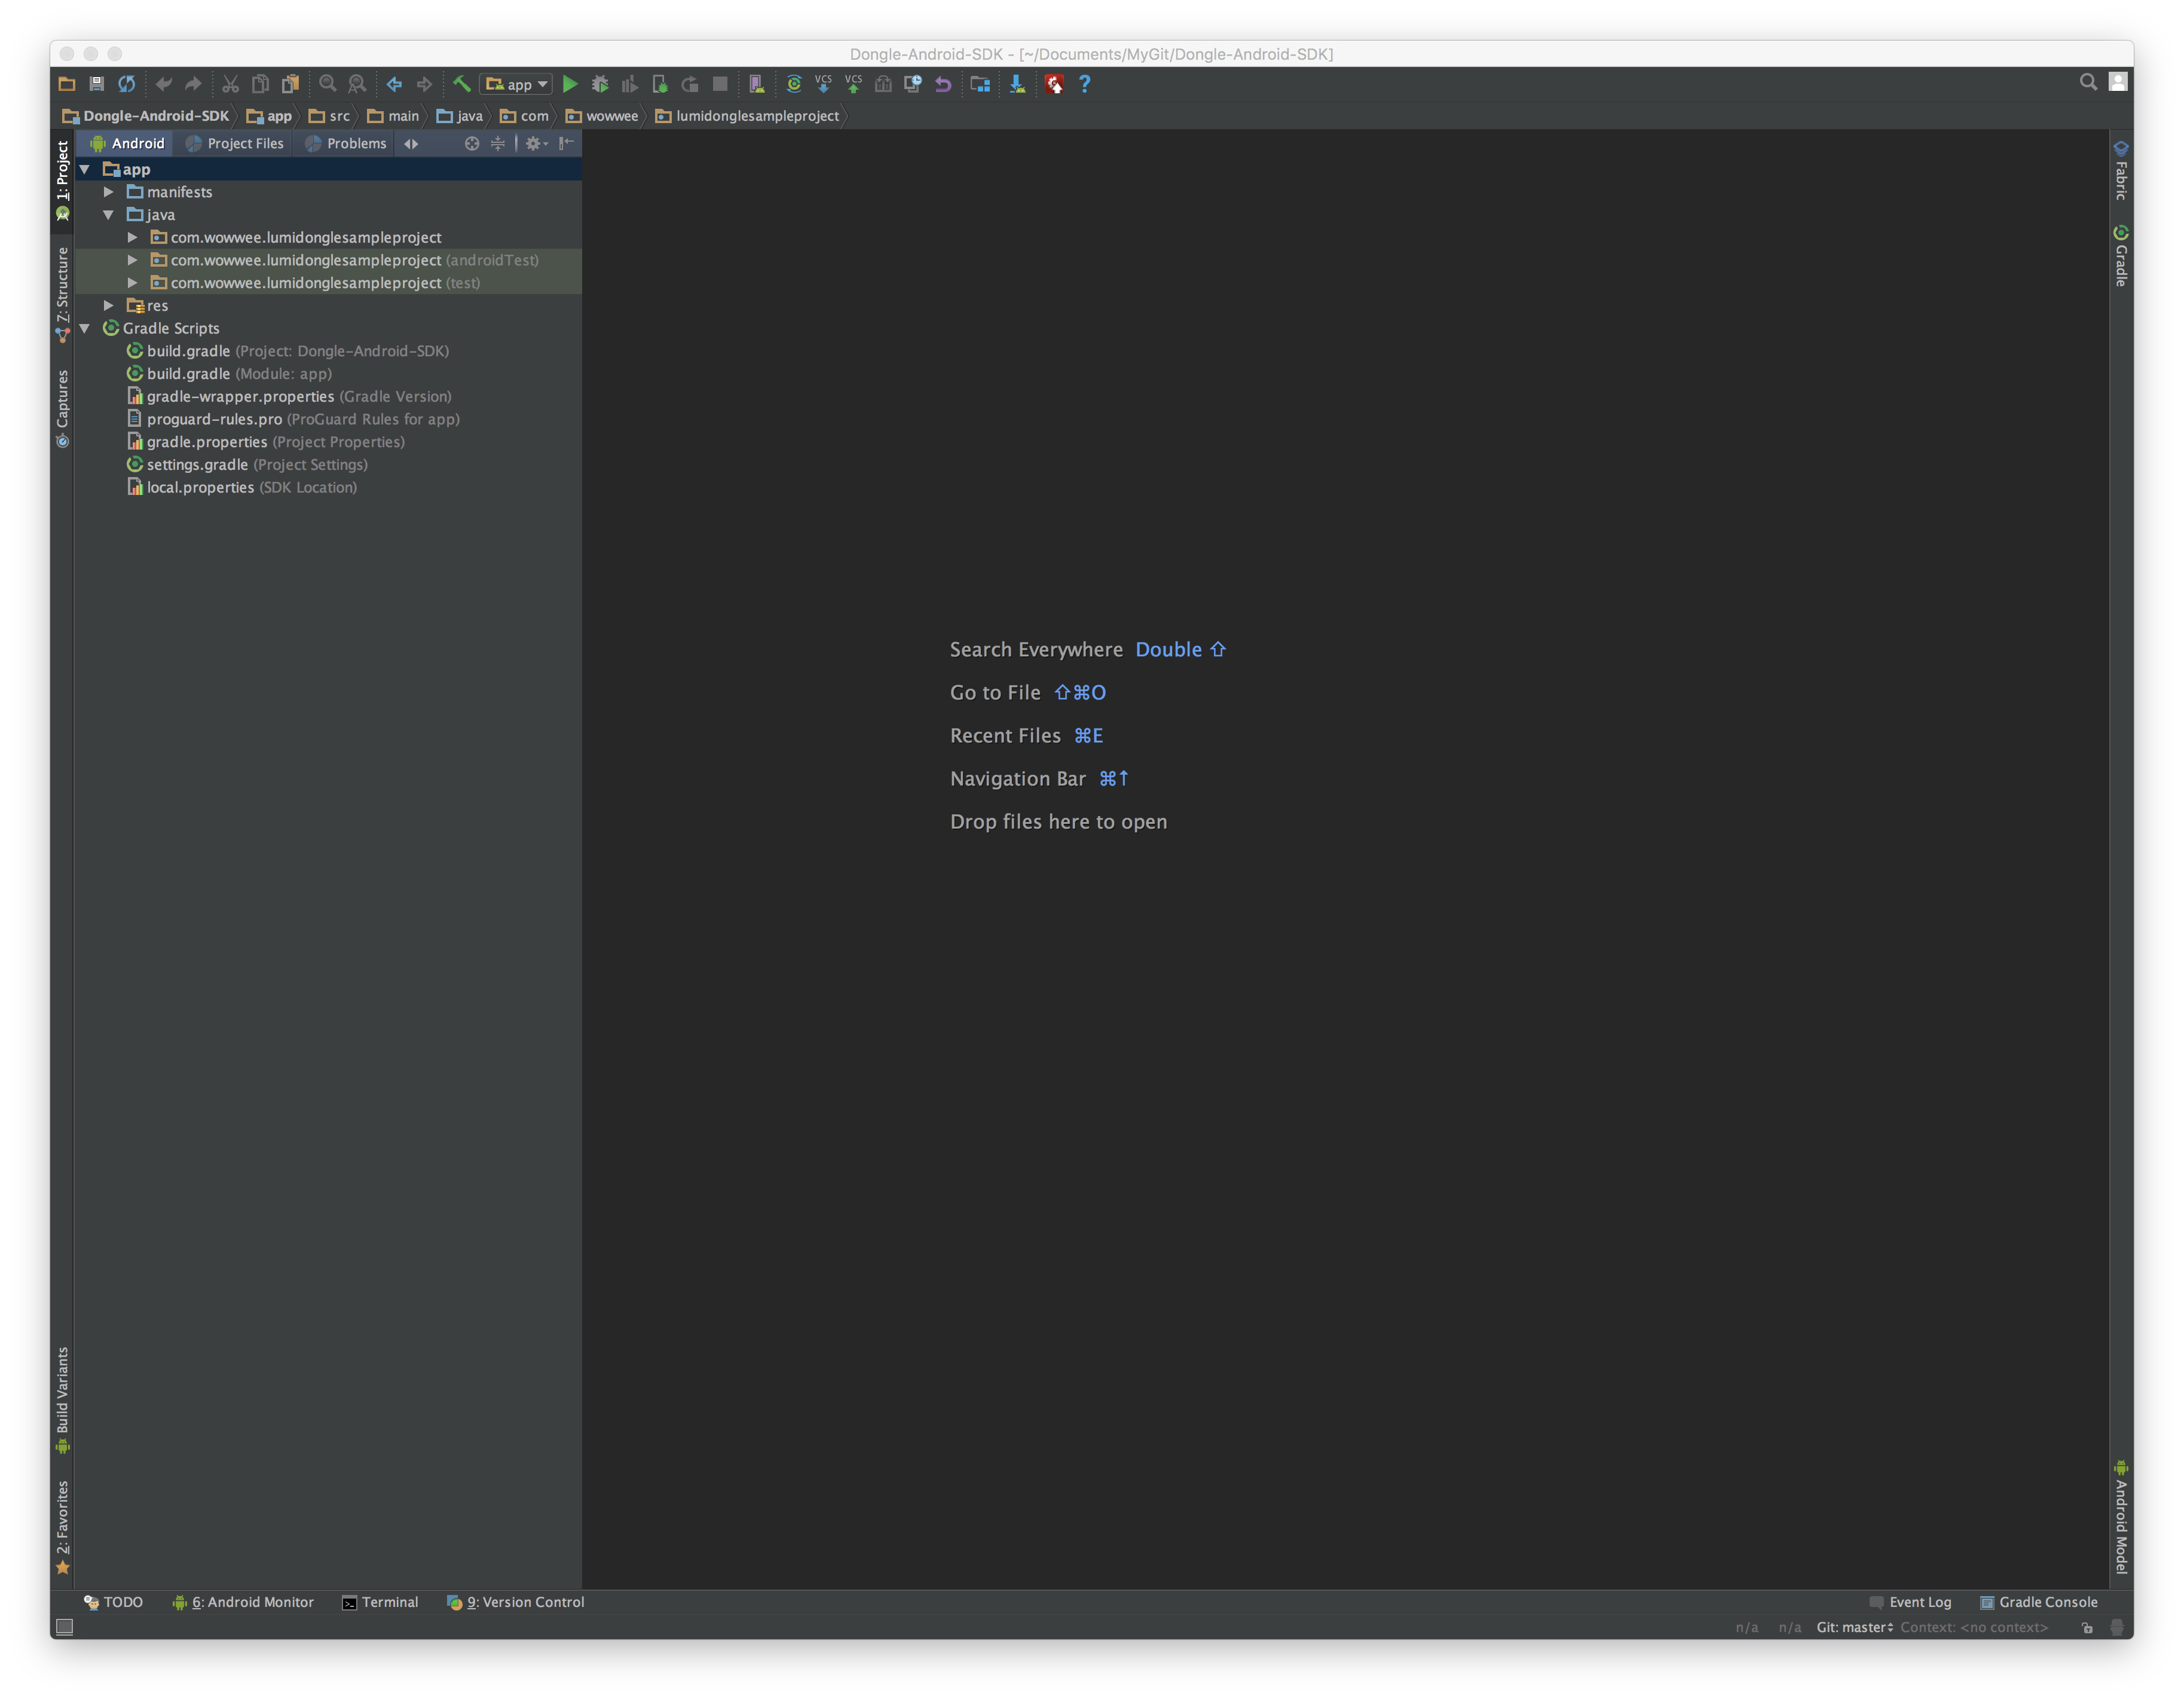 Dongle-Android-SDK - [~/Documents/MyGit/Dongle-Android-SDK]
app
VCS VCS
?
Dongle-Android-SDK app src main java com wowwee lumidonglesampleproject
Android Project Files Problems
1: Project
7: Structure
Captures
Build Variants
2: Favorites
app
manifests
java
com.wowwee.lumidonglesampleproject
com.wowwee.lumidonglesampleproject (androidTest)
com.wowwee.lumidonglesampleproject (test)
res
Gradle Scripts
build.gradle (Project: Dongle-Android-SDK)
build.gradle (Module: app)
gradle-wrapper.properties (Gradle Version)
proguard-rules.pro (ProGuard Rules for app)
gradle.properties (Project Properties)
settings.gradle (Project Settings)
local.properties (SDK Location)
Search Everywhere Double ⇧
Go to File ⇧⌘O
Recent Files ⌘E
Navigation Bar ⌘↑
Drop files here to open
Fabric
Gradle
Android Model
TODO 6: Android Monitor Terminal 9: Version Control Event Log Gradle Console
n/a n/a Git: master Context: <no context>